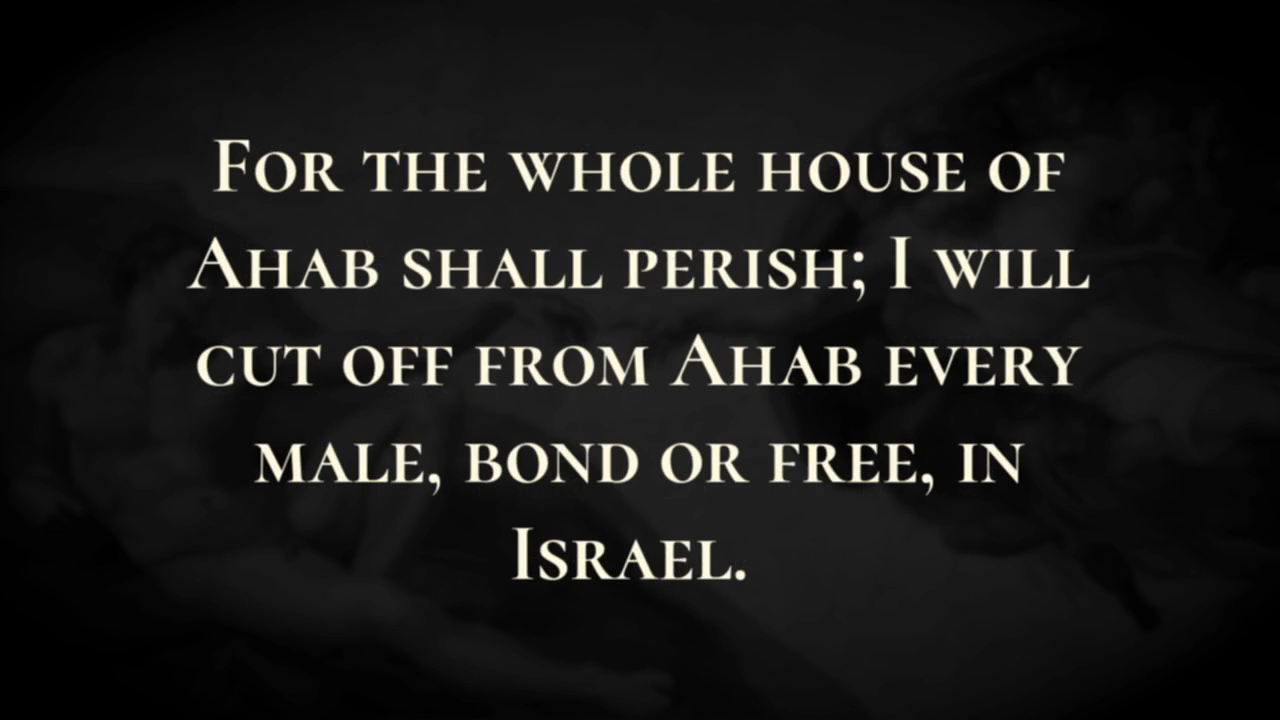 For the whole house of
Ahab shall perish; I will
cut off from Ahab every
male, bond or free, in
Israel.